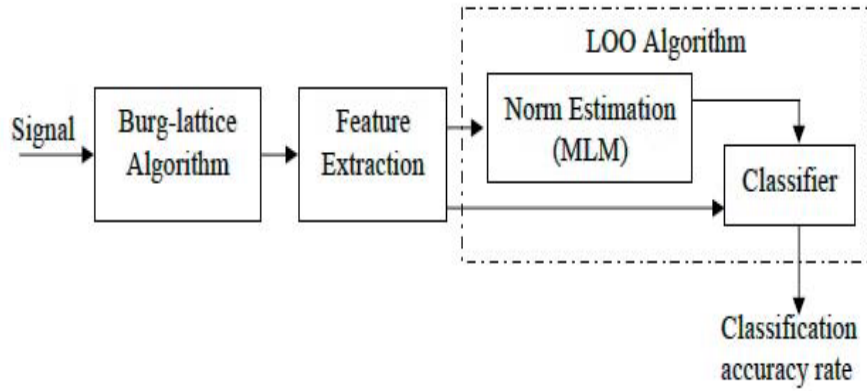 LOO Algorithm
Signal
Burg-lattice
Algorithm
Feature
Extraction
Norm Estimation
(MLM)
Classifier
Classification
accuracy rate